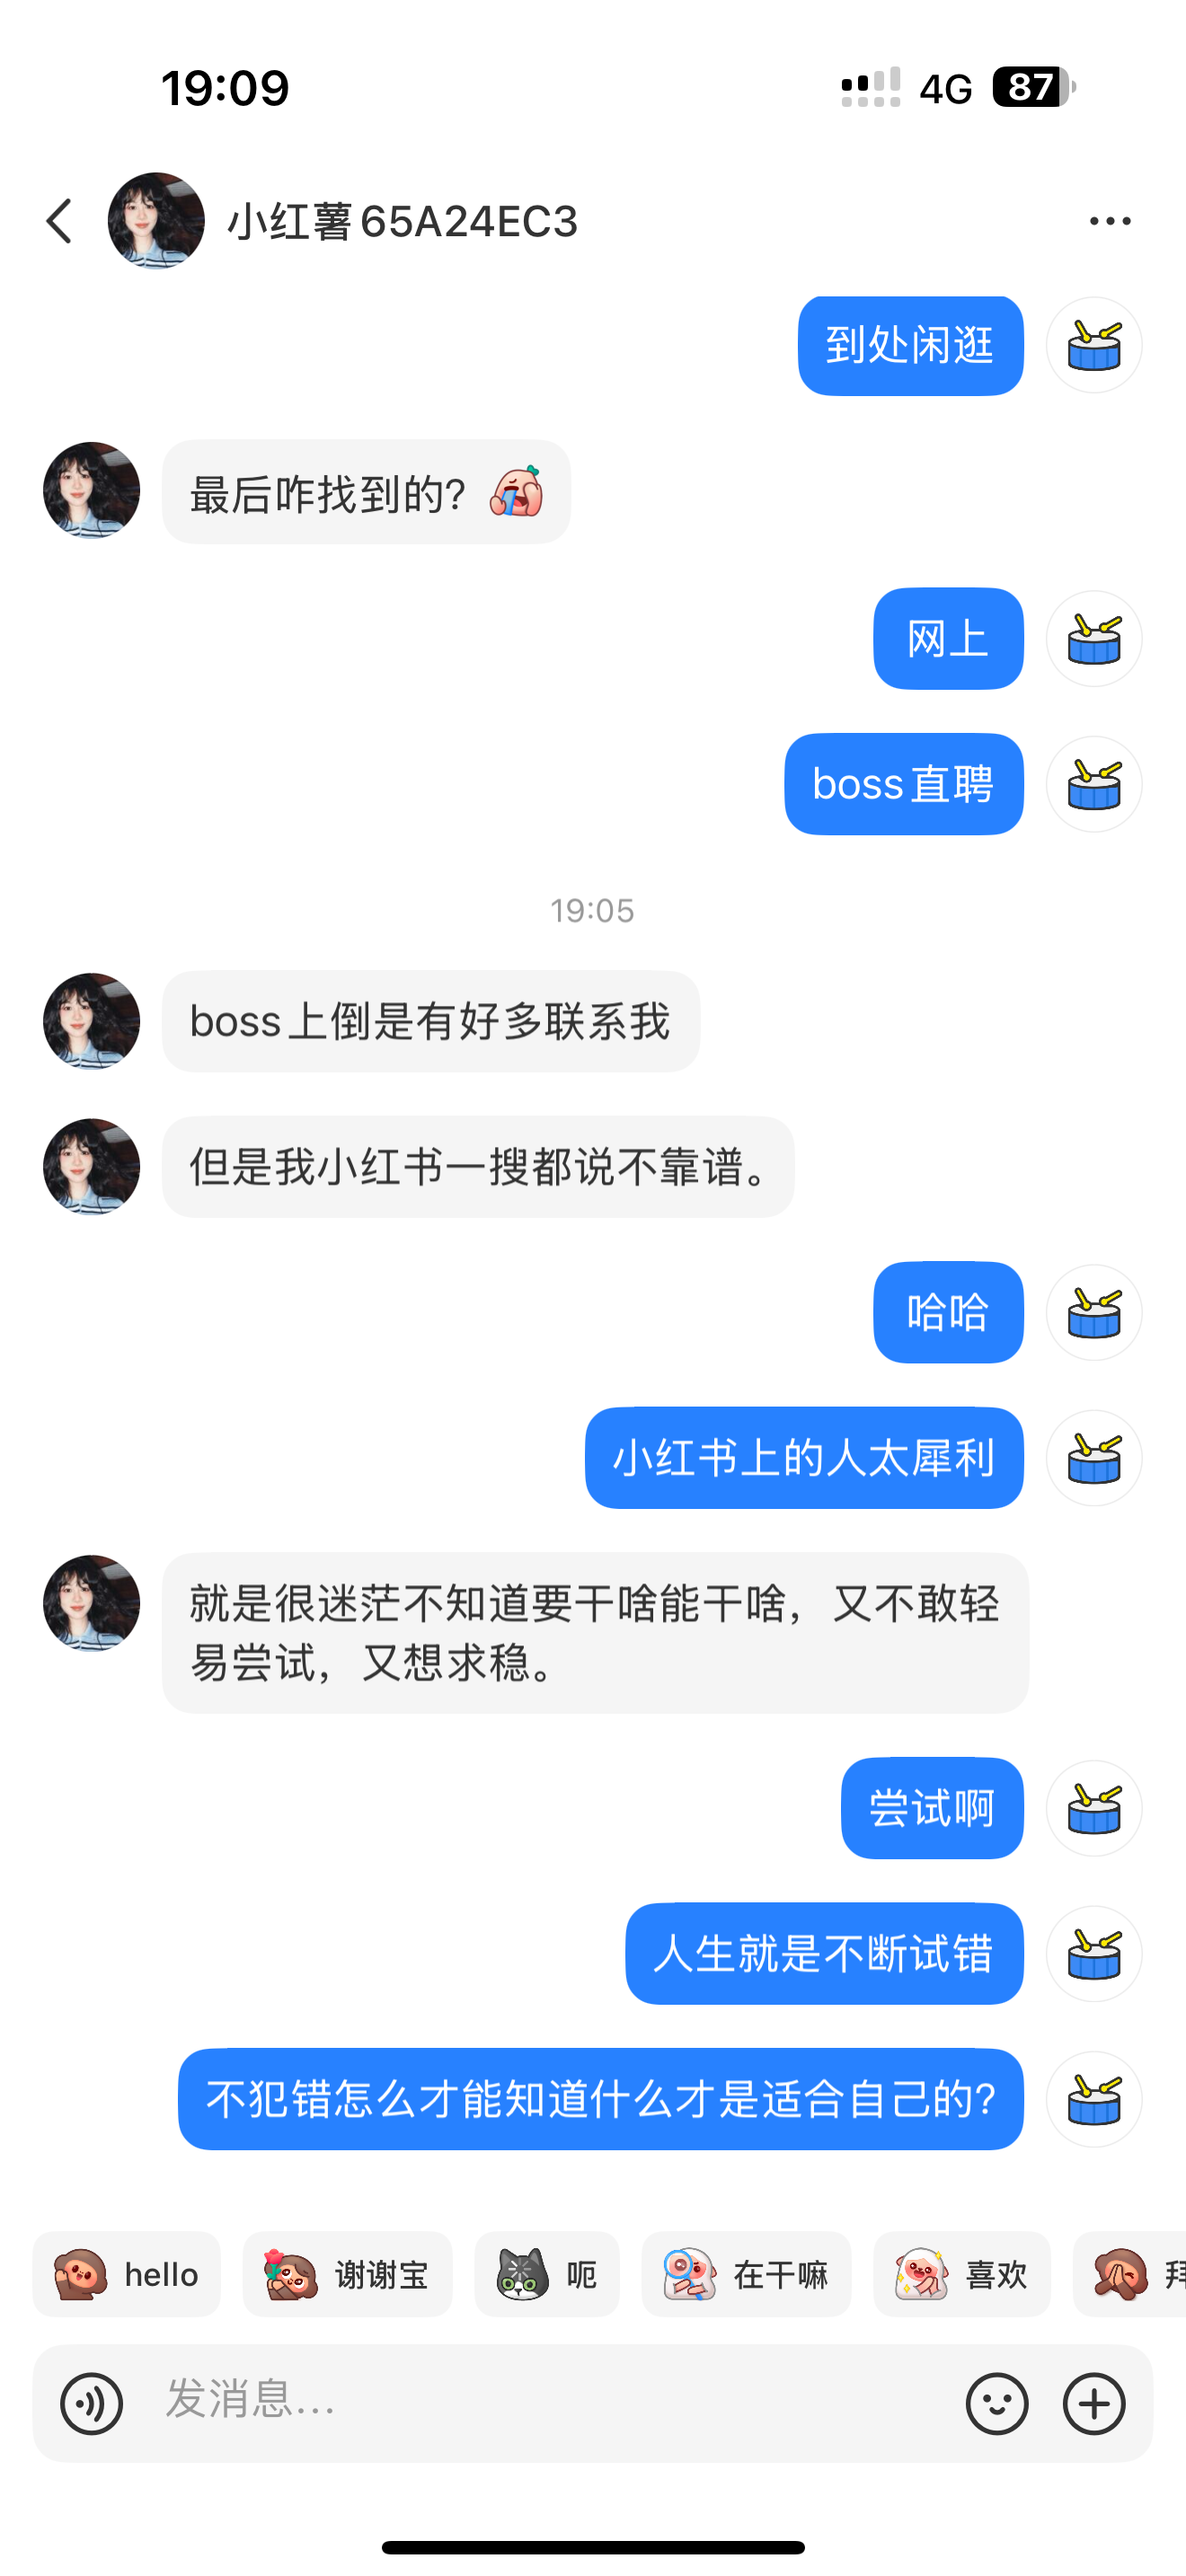 19:09
4G
87
小红薯65A24EC3
到处闲逛
最后咋找到的?
网上
boss直聘
19:05
boss上倒是有好多联系我
但是我小红书一搜都说不靠谱。
哈哈
小红书上的人太犀利
就是很迷茫不知道要干啥能干啥，又不敢轻
易尝试，又想求稳。
尝试啊
人生就是不断试错
不犯错怎么才能知道什么才是适合自己的?
hello
谢谢宝
呃
在干嘛
喜欢
发消息...